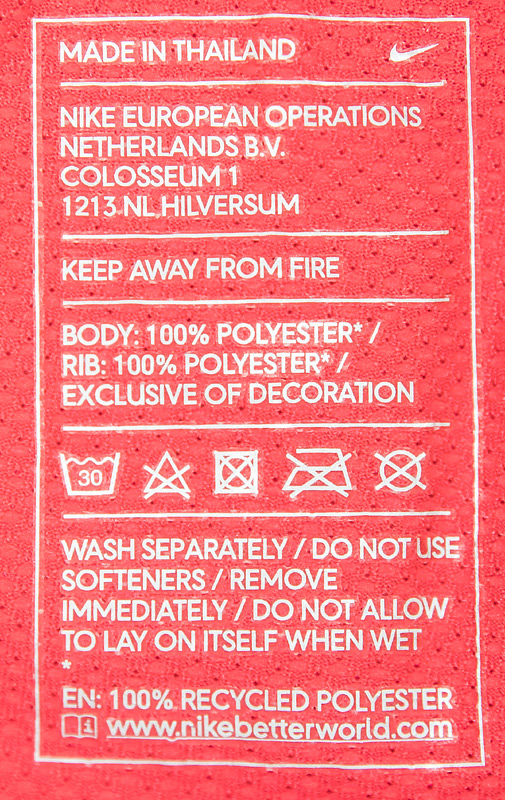 MADE IN THAILAND
NIKE EUROPEAN OPERATIONS
NETHERLANDS B.V.
COLOSSEUM 1
1213 NL HILVERSUM
KEEP AWAY FROM FIRE
BODY: 100% POLYESTER* /
RIB: 100% POLYESTER* /
EXCLUSIVE OF DECORATION
30
WASH SEPARATELY / DO NOT USE
SOFTENERS / REMOVE
IMMEDIATELY / DO NOT ALLOW
TO LAY ON ITSELF WHEN WET
*
EN: 100% RECYCLED POLYESTER
www.nikebetterworld.com